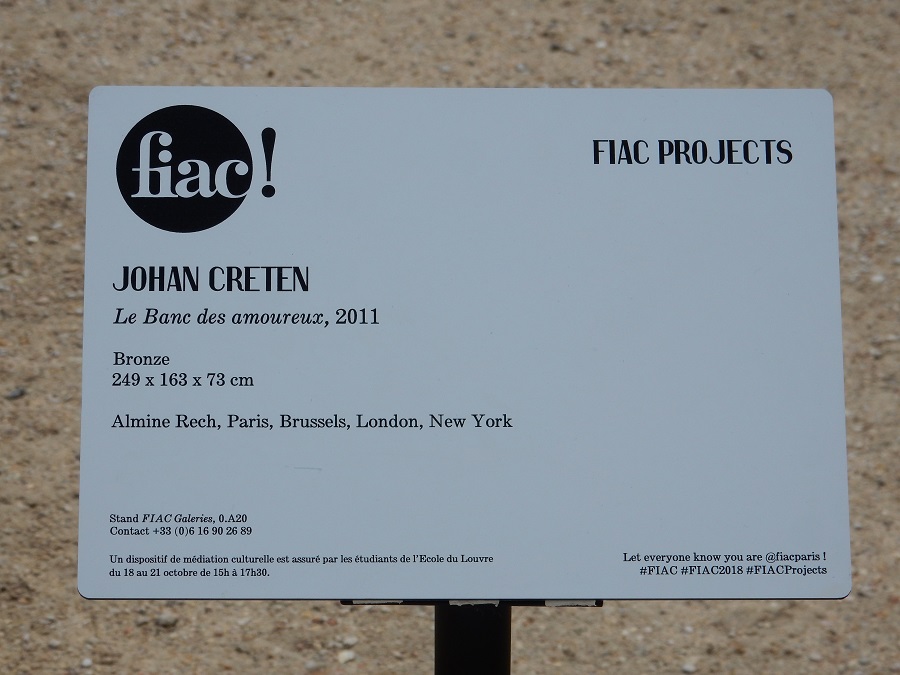 fiac!
FIAC PROJECTS
JOHAN CRETEN
Le Banc des amoureux, 2011
Bronze
249 x 163 x 73 cm
Almine Rech, Paris, Brussels, London, New York
Stand FIAC Galeries, 0.A20
Contact +33 (0)6 16 90 26 89
Un dispositif de médiation culturelle est assuré par les étudiants de l'Ecole du Louvre
du 18 au 21 octobre de 15h à 17h30.
Let everyone know you are @fiacparis !
#FIAC #FIAC2018 #FIACProjects